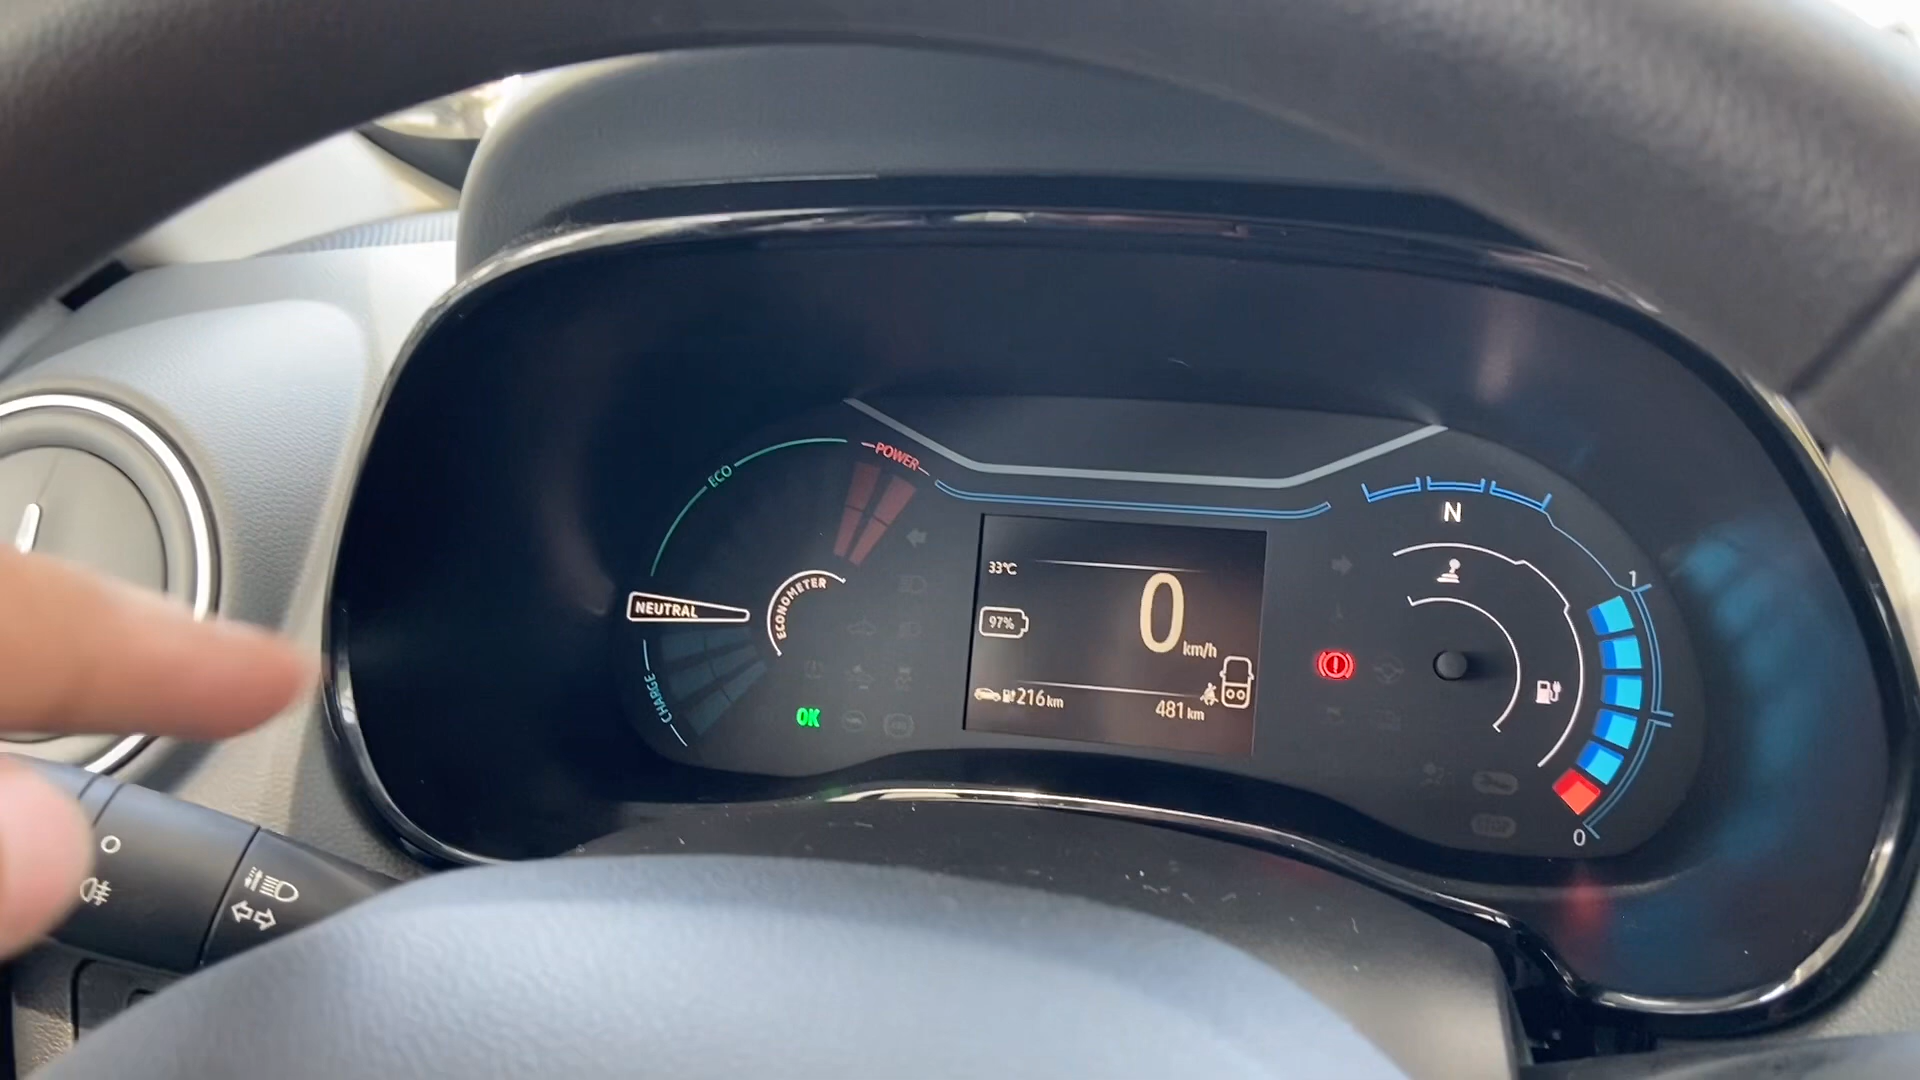 POWER
ECO
N
1
33°C
ECONOMETER
NEUTRAL
0
km/h
97%
CHARGE
216 km
481 km
OK
0